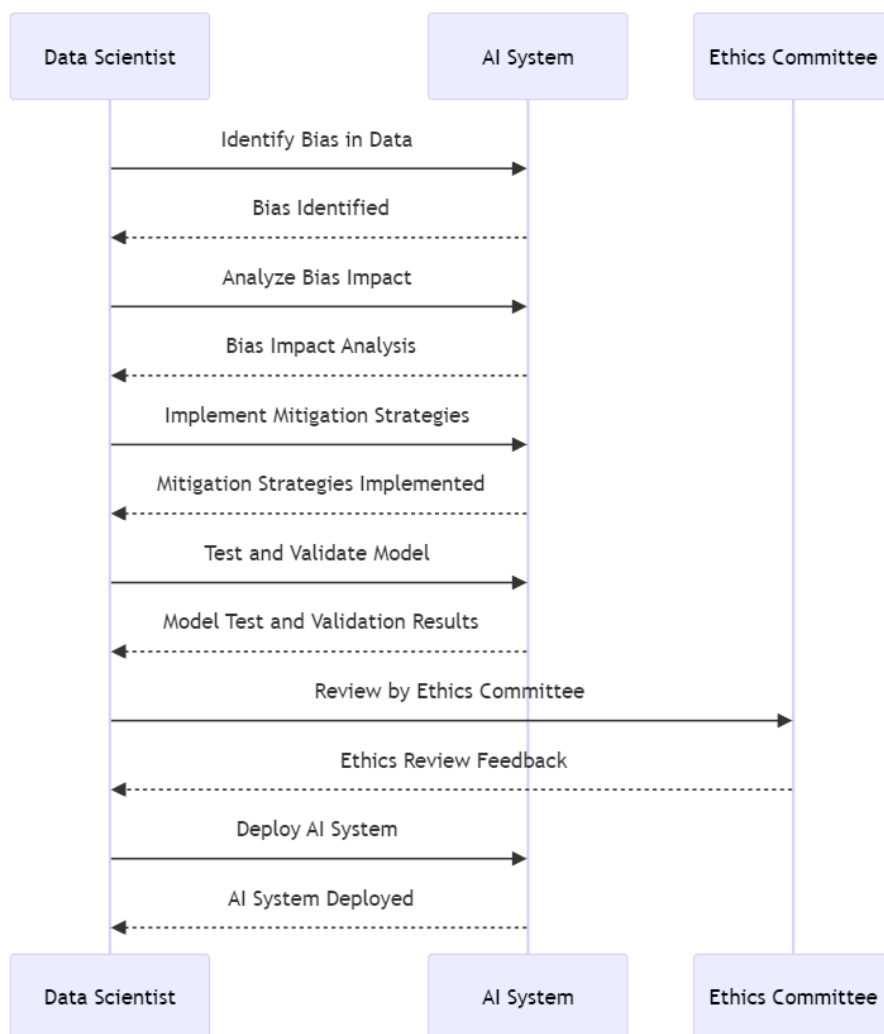 Data Scientist
AI System
Ethics Committee
Identify Bias in Data
Bias Identified
Analyze Bias Impact
Bias Impact Analysis
Implement Mitigation Strategies
Mitigation Strategies Implemented
Test and Validate Model
Model Test and Validation Results
Review by Ethics Committee
Ethics Review Feedback
Deploy AI System
AI System Deployed
Data Scientist
AI System
Ethics Committee